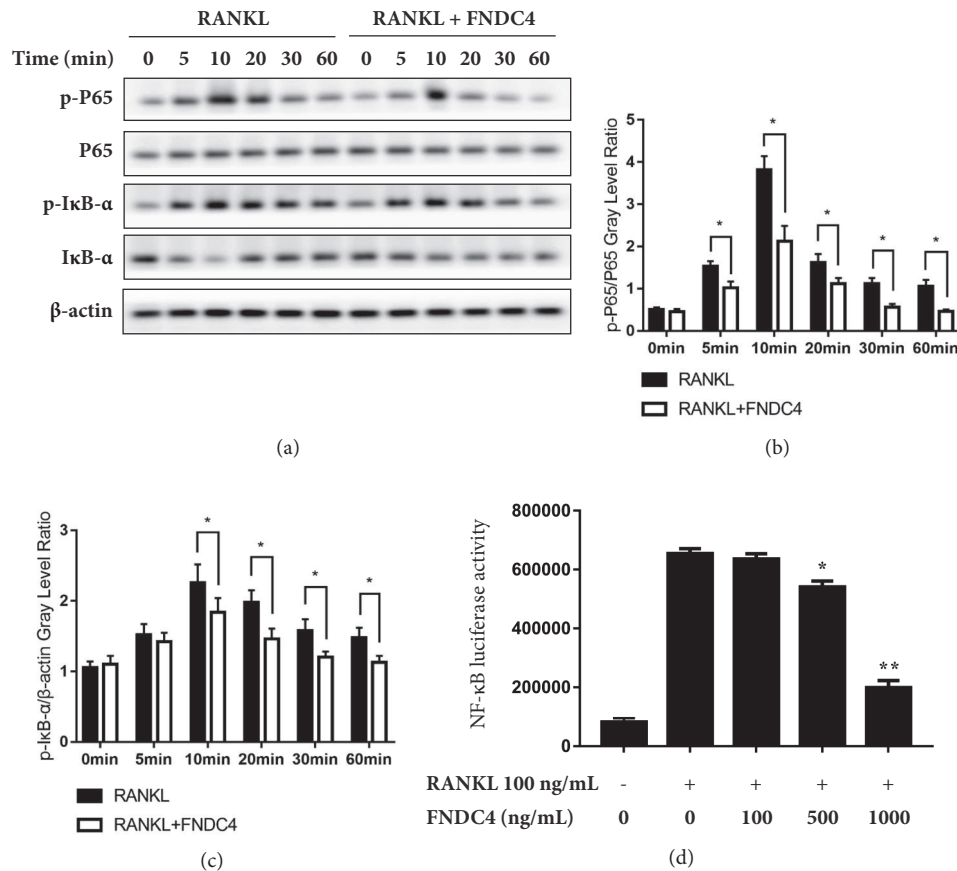 RANKL RANKL + FNDC4
Time (min) 0 5 10 20 30 60 0 5 10 20 30 60
p-P65
P65
p-IκB-α
IκB-α
β-actin
(a)
p-P65/P65 Gray Level Ratio
5
4
3
2
1
0
* * * * *
0min 5min 10min 20min 30min 60min
RANKL
RANKL+FNDC4
(b)
p-IκB-α/β-actin Gray Level Ratio
3
2
1
0
* * * *
0min 5min 10min 20min 30min 60min
RANKL
RANKL+FNDC4
(c)
NF-κB luciferase activity
800000
600000
400000
200000
0
* **
RANKL 100 ng/mL - + + + +
FNDC4 (ng/mL) 0 0 100 500 1000
(d)